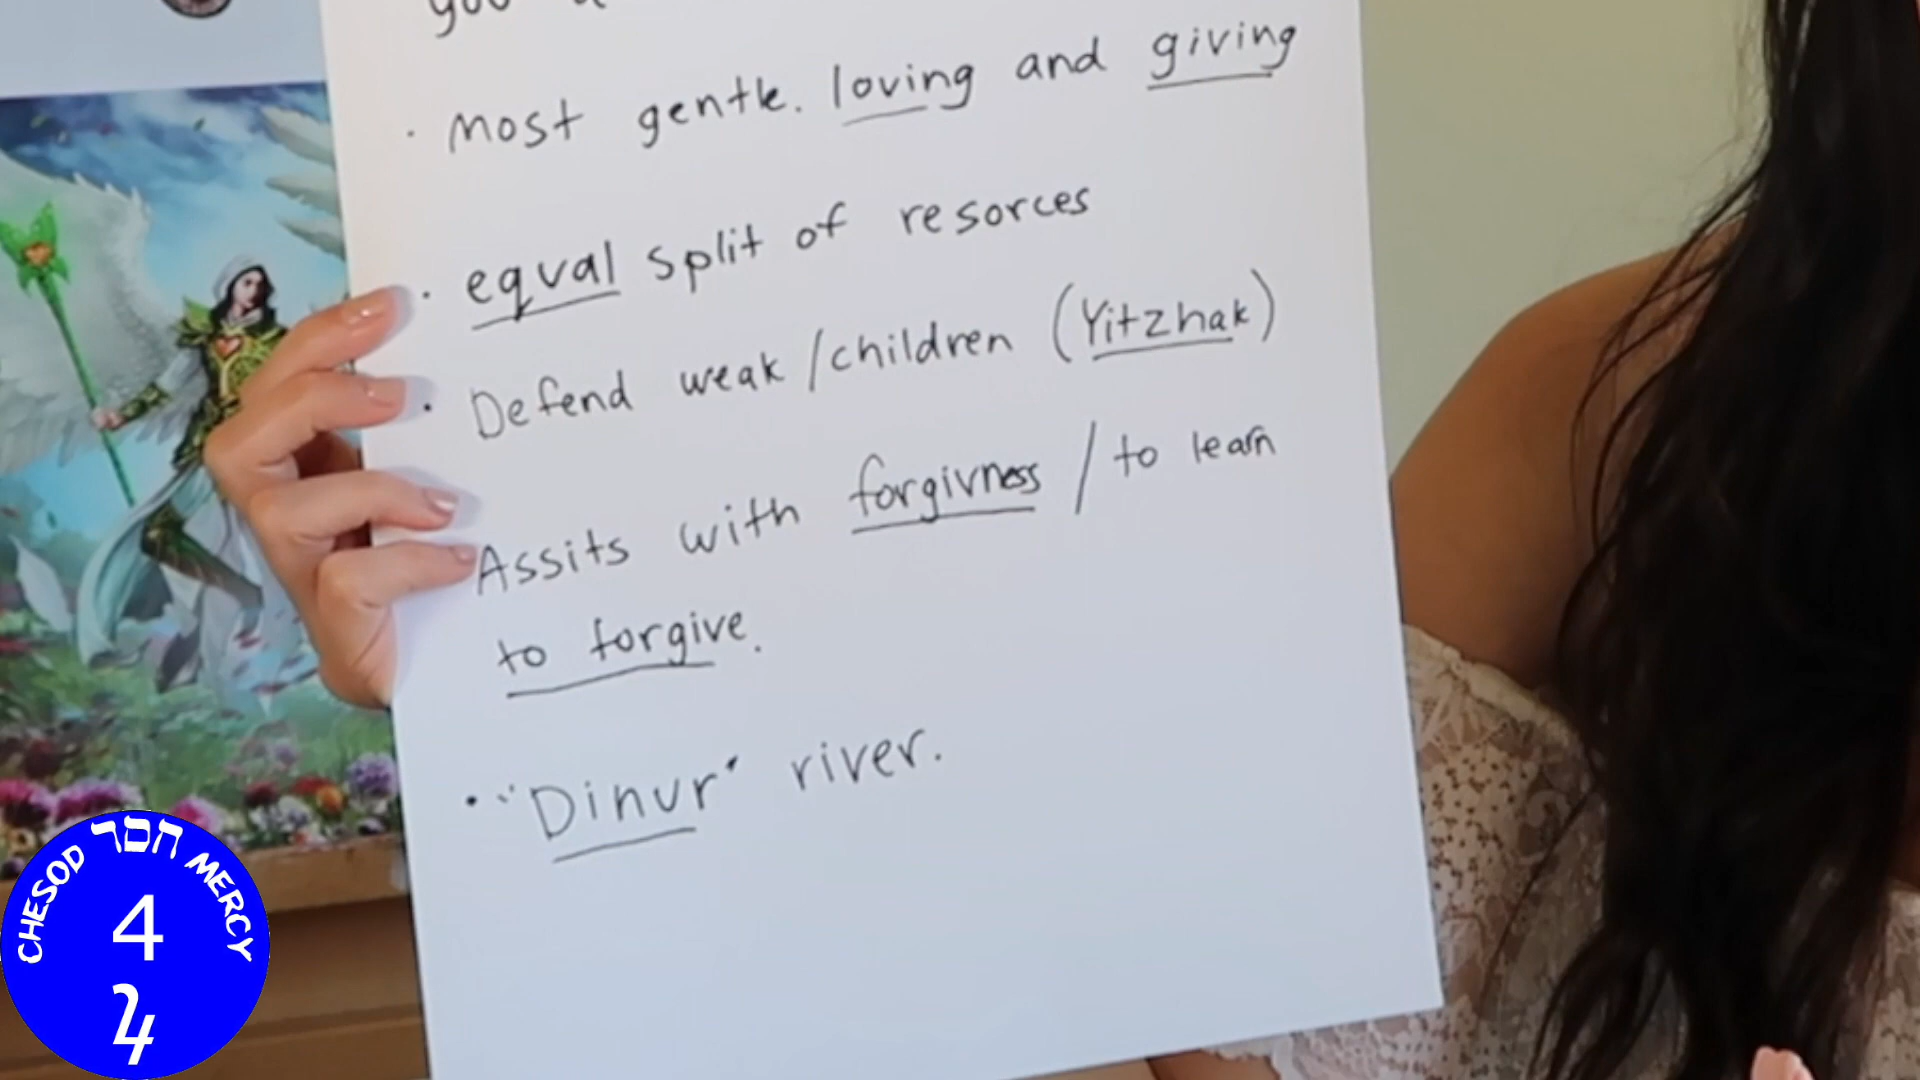 you
· Most gentle. loving and giving
· equal split of resorces
· Defend weak/children (Yitzhak)
Assits with forgivness / to learn
to forgive.
· "Dinur" river.
CHESOD חסד MERCY
4